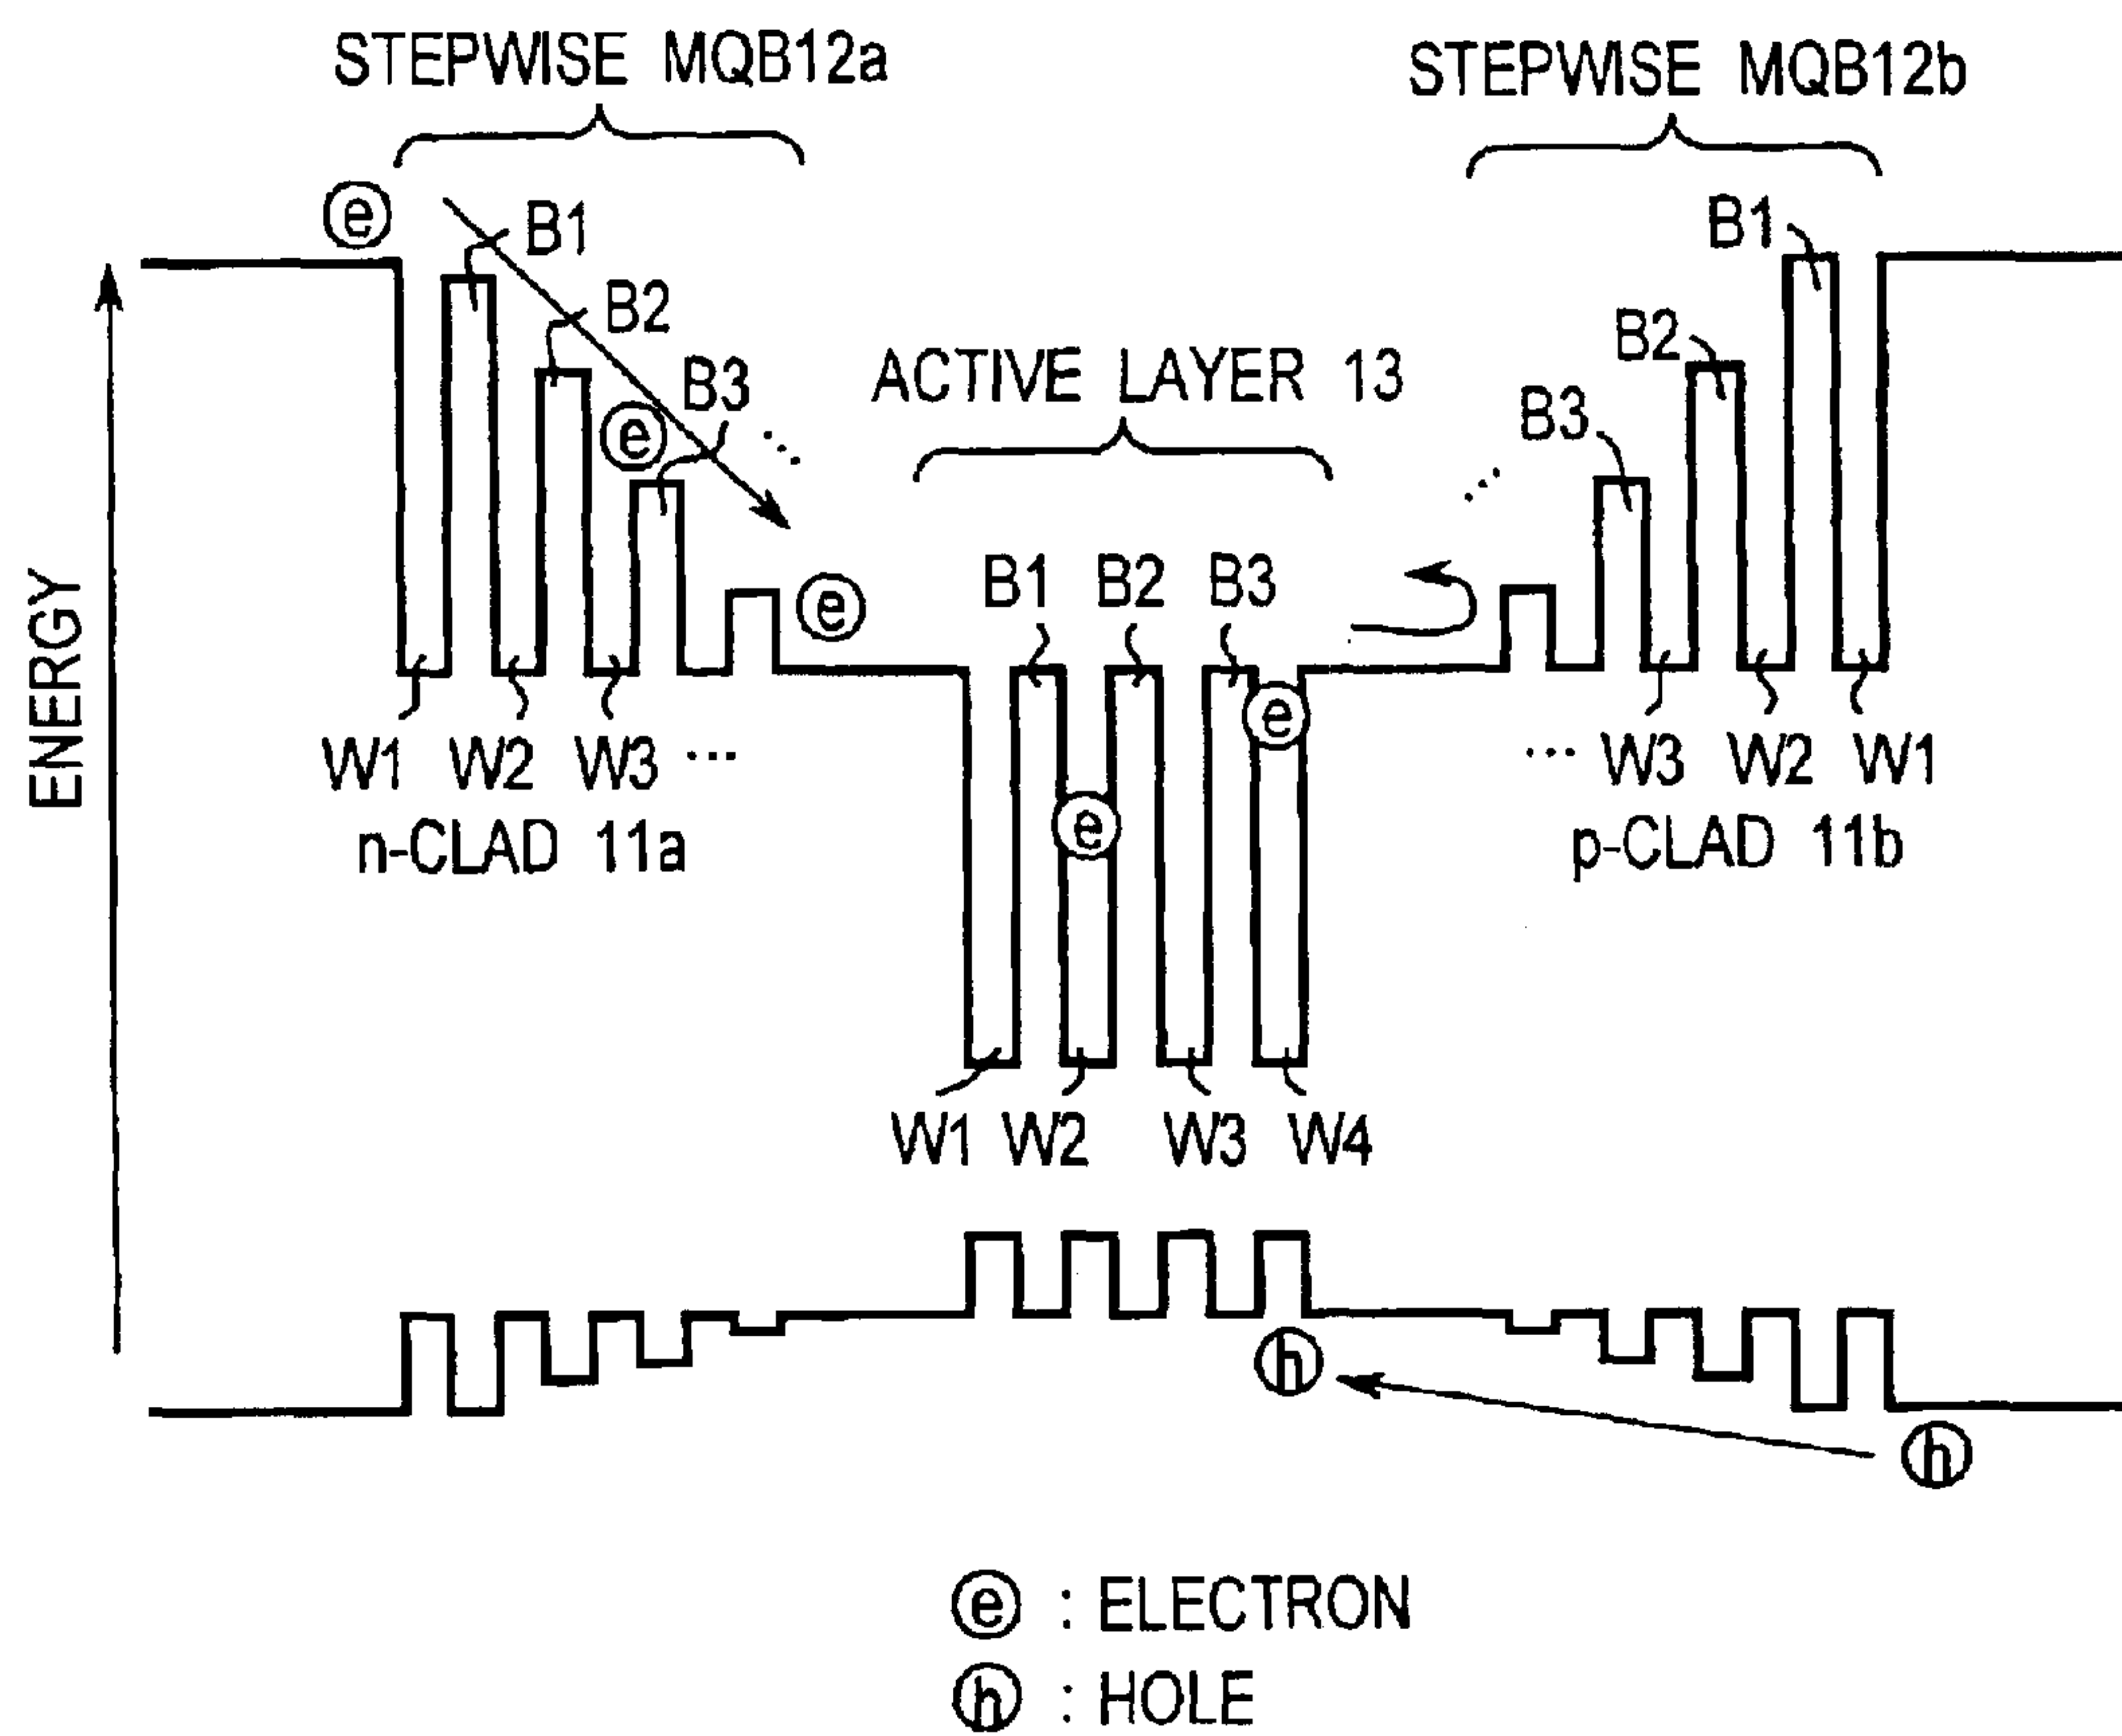 STEPWISE MQB12a
STEPWISE MQB12b
e
B1
B1
B2
B2
B3
B3
e
...
...
ACTIVE LAYER 13
ENERGY
e
B1 B2 B3
e
W1 W2 W3 ...
... W3 W2 W1
n-CLAD 11a
e
p-CLAD 11b
W1 W2 W3 W4
h
h
e : ELECTRON
h : HOLE